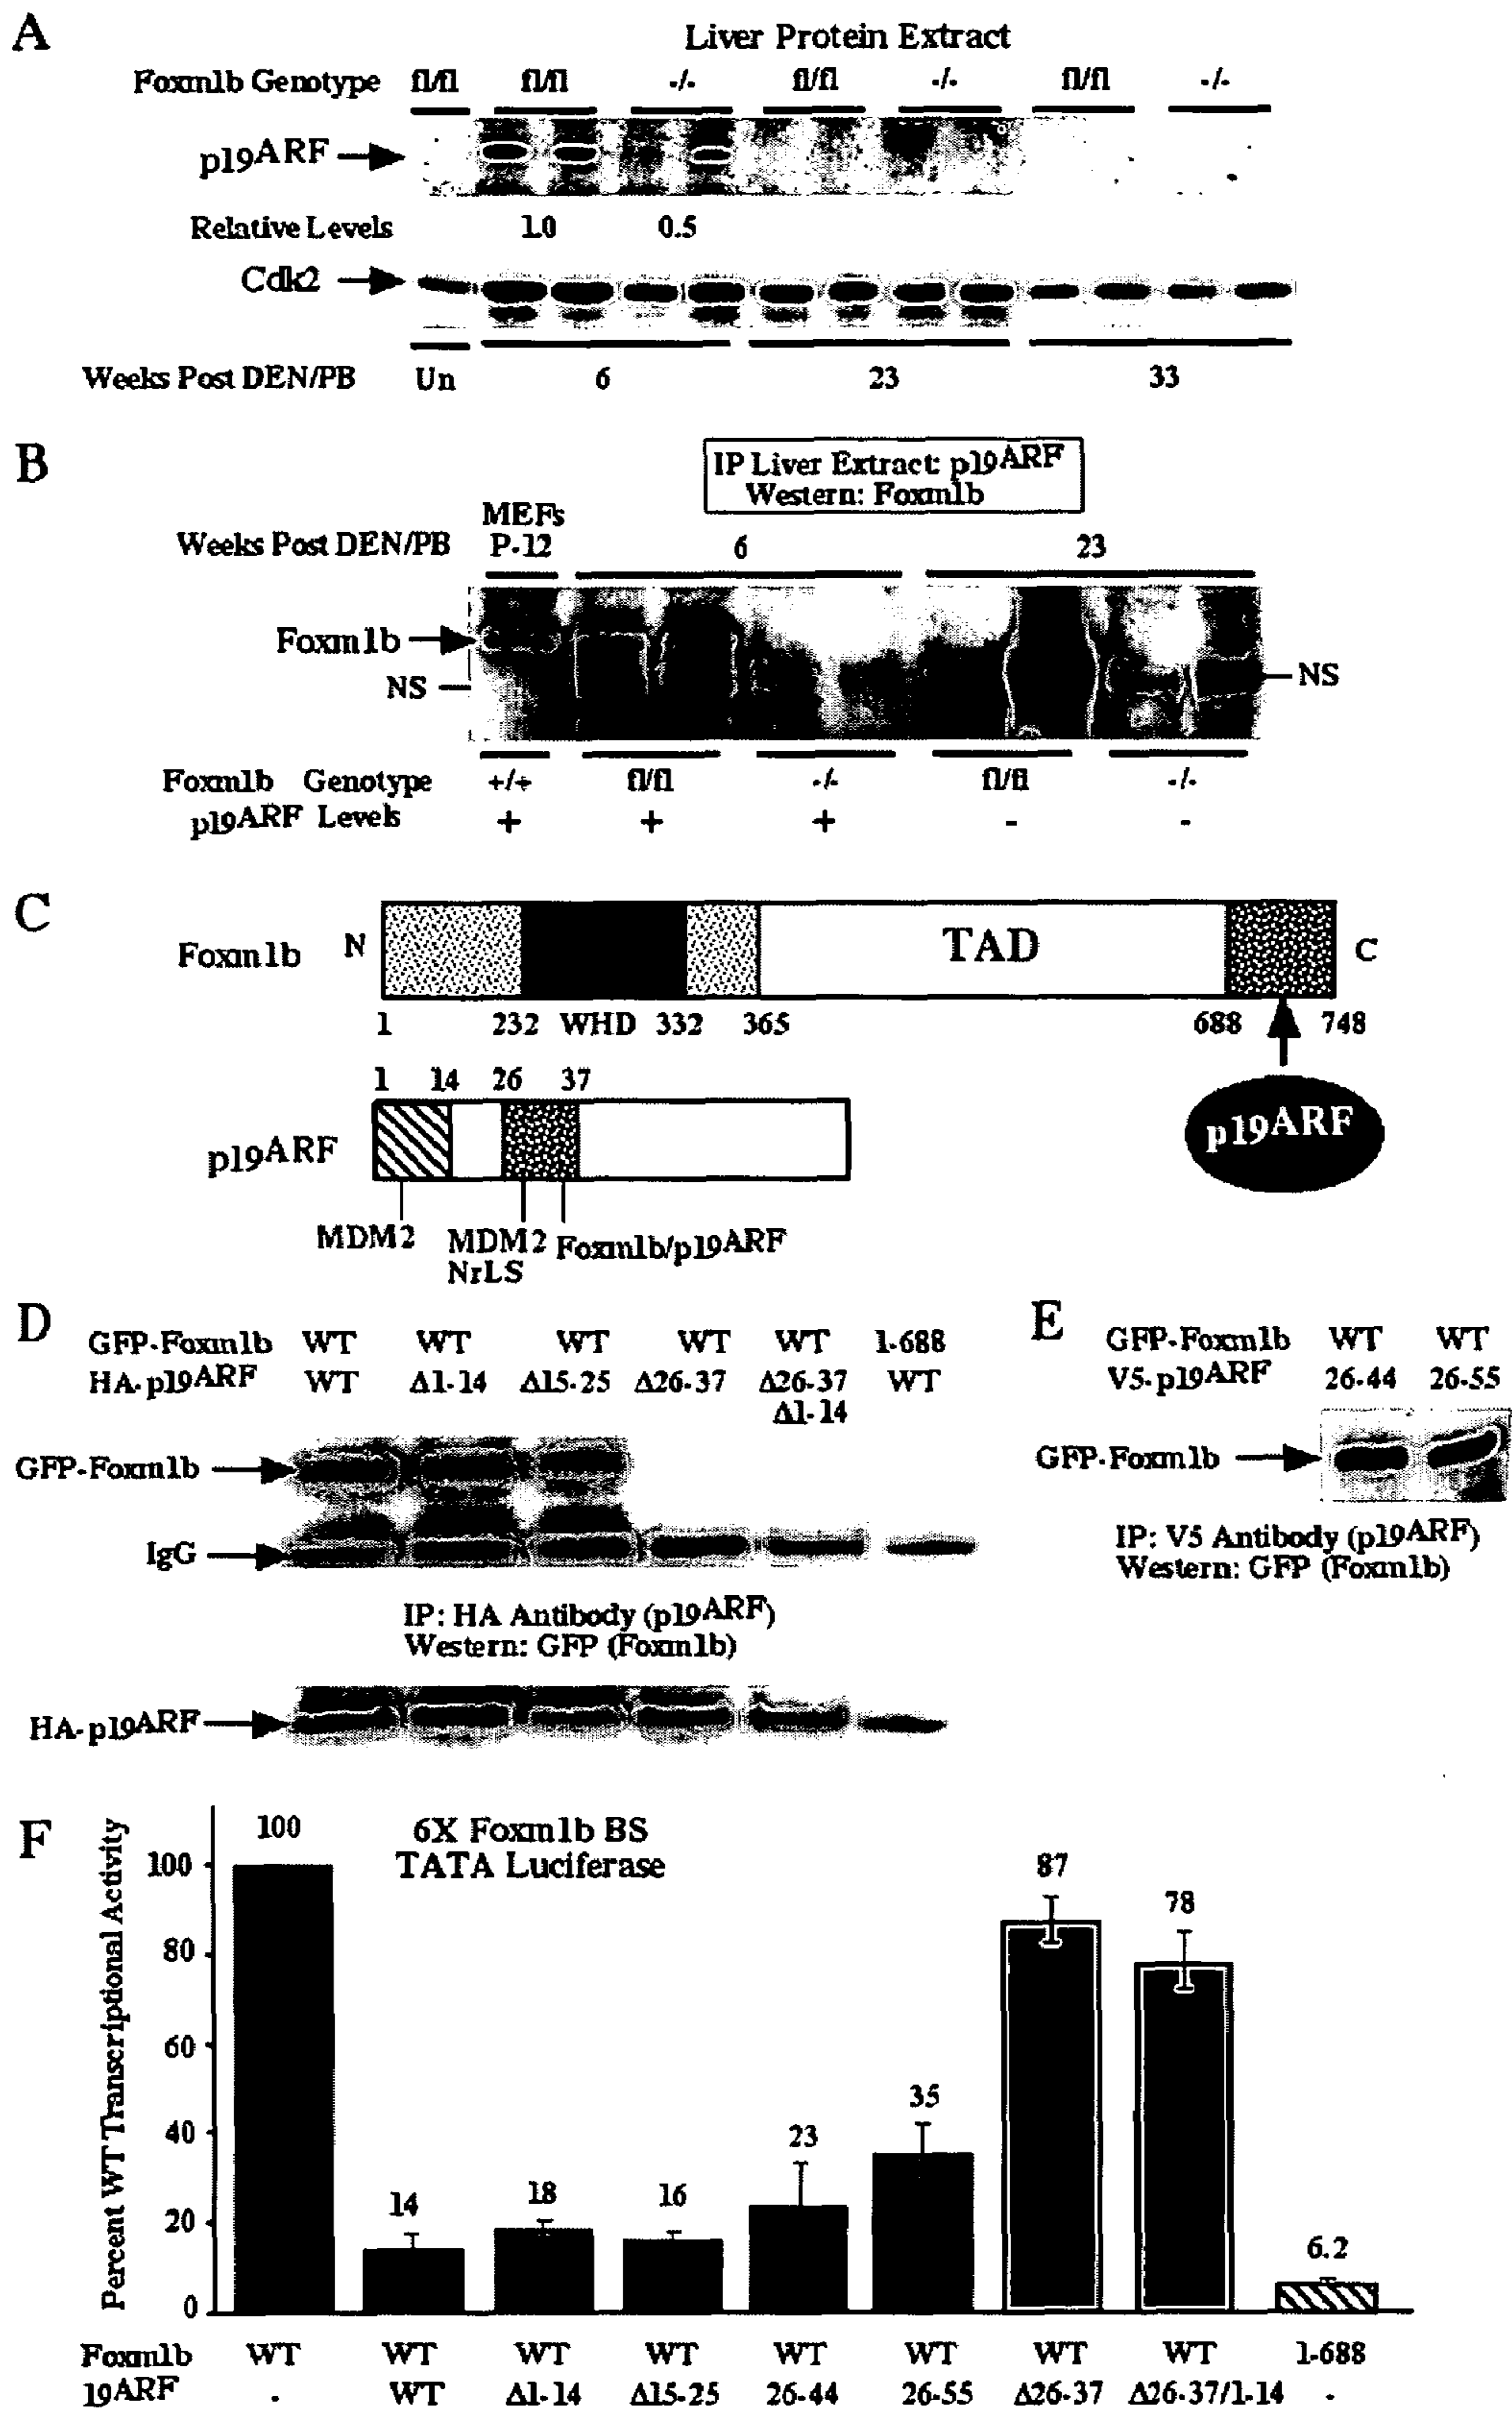 A
Liver Protein Extract
Foxm1b Genotype fl/fl fl/fl -/- fl/fl -/- fl/fl -/-
p19ARF
Relative Levels 1.0 0.5
Cdk2
Weeks Post DEN/PB Un 6 23 33
B
IP Liver Extract: p19ARF
Western: Foxm1b
MEFs
Weeks Post DEN/PB P-12 6 23
Foxm1b
NS NS
Foxm1b Genotype +/+ fl/fl -/- fl/fl -/-
p19ARF Levels + + + - -
C
Foxm1b N TAD C
1 232 WHD 332 365 688 748
1 14 26 37
p19ARF
p19ARF
MDM2 MDM2 Foxm1b/p19ARF
NrLS
D
GFP-Foxm1b WT WT WT WT WT 1-688
HA-p19ARF WT Δ1-14 Δ15-25 Δ26-37 Δ26-37 WT
Δ1-14
GFP-Foxm1b
IgG
IP: HA Antibody (p19ARF)
Western: GFP (Foxm1b)
HA-p19ARF
E
GFP-Foxm1b WT WT
V5-p19ARF 26-44 26-55
GFP-Foxm1b
IP: V5 Antibody (p19ARF)
Western: GFP (Foxm1b)
F
6X Foxm1b BS
TATA Luciferase
Percent WT Transcriptional Activity
100
80
60
40
20
0
100 14 18 16 23 35 87 78 6.2
Foxm1b WT WT WT WT WT WT WT WT 1-688
19ARF - WT Δ1-14 Δ15-25 26-44 26-55 Δ26-37 Δ26-37/1-14 -